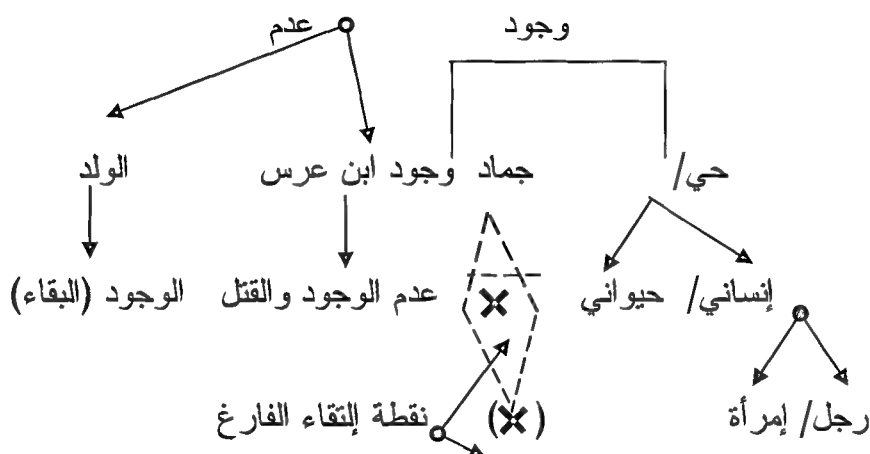 وجود عدم
حي/ جماد وجود ابن عرس الولد
إنساني/ حيواني عدم الوجود والقتل الوجود (البقاء)
رجل/ إمرأة نقطة إلتقاء الفارغ